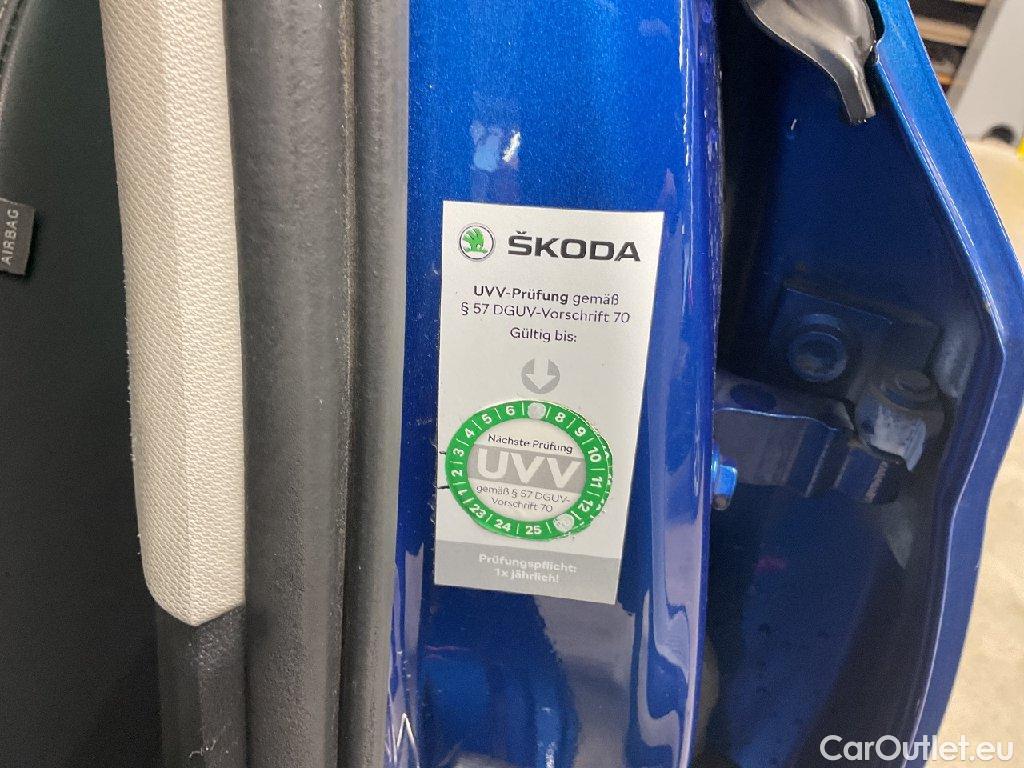 AIRBAG
ŠKODA
UVV-Prüfung gemäß
§ 57 DGUV-Vorschrift 70
Gültig bis:
1 2 3 4 5 6 8 9 10 11 12
23 24 25
Nächste Prüfung
UVV
gemäß § 57 DGUV-
Vorschrift 70
Prüfungspflicht:
1x jährlich!
CarOutlet.eu